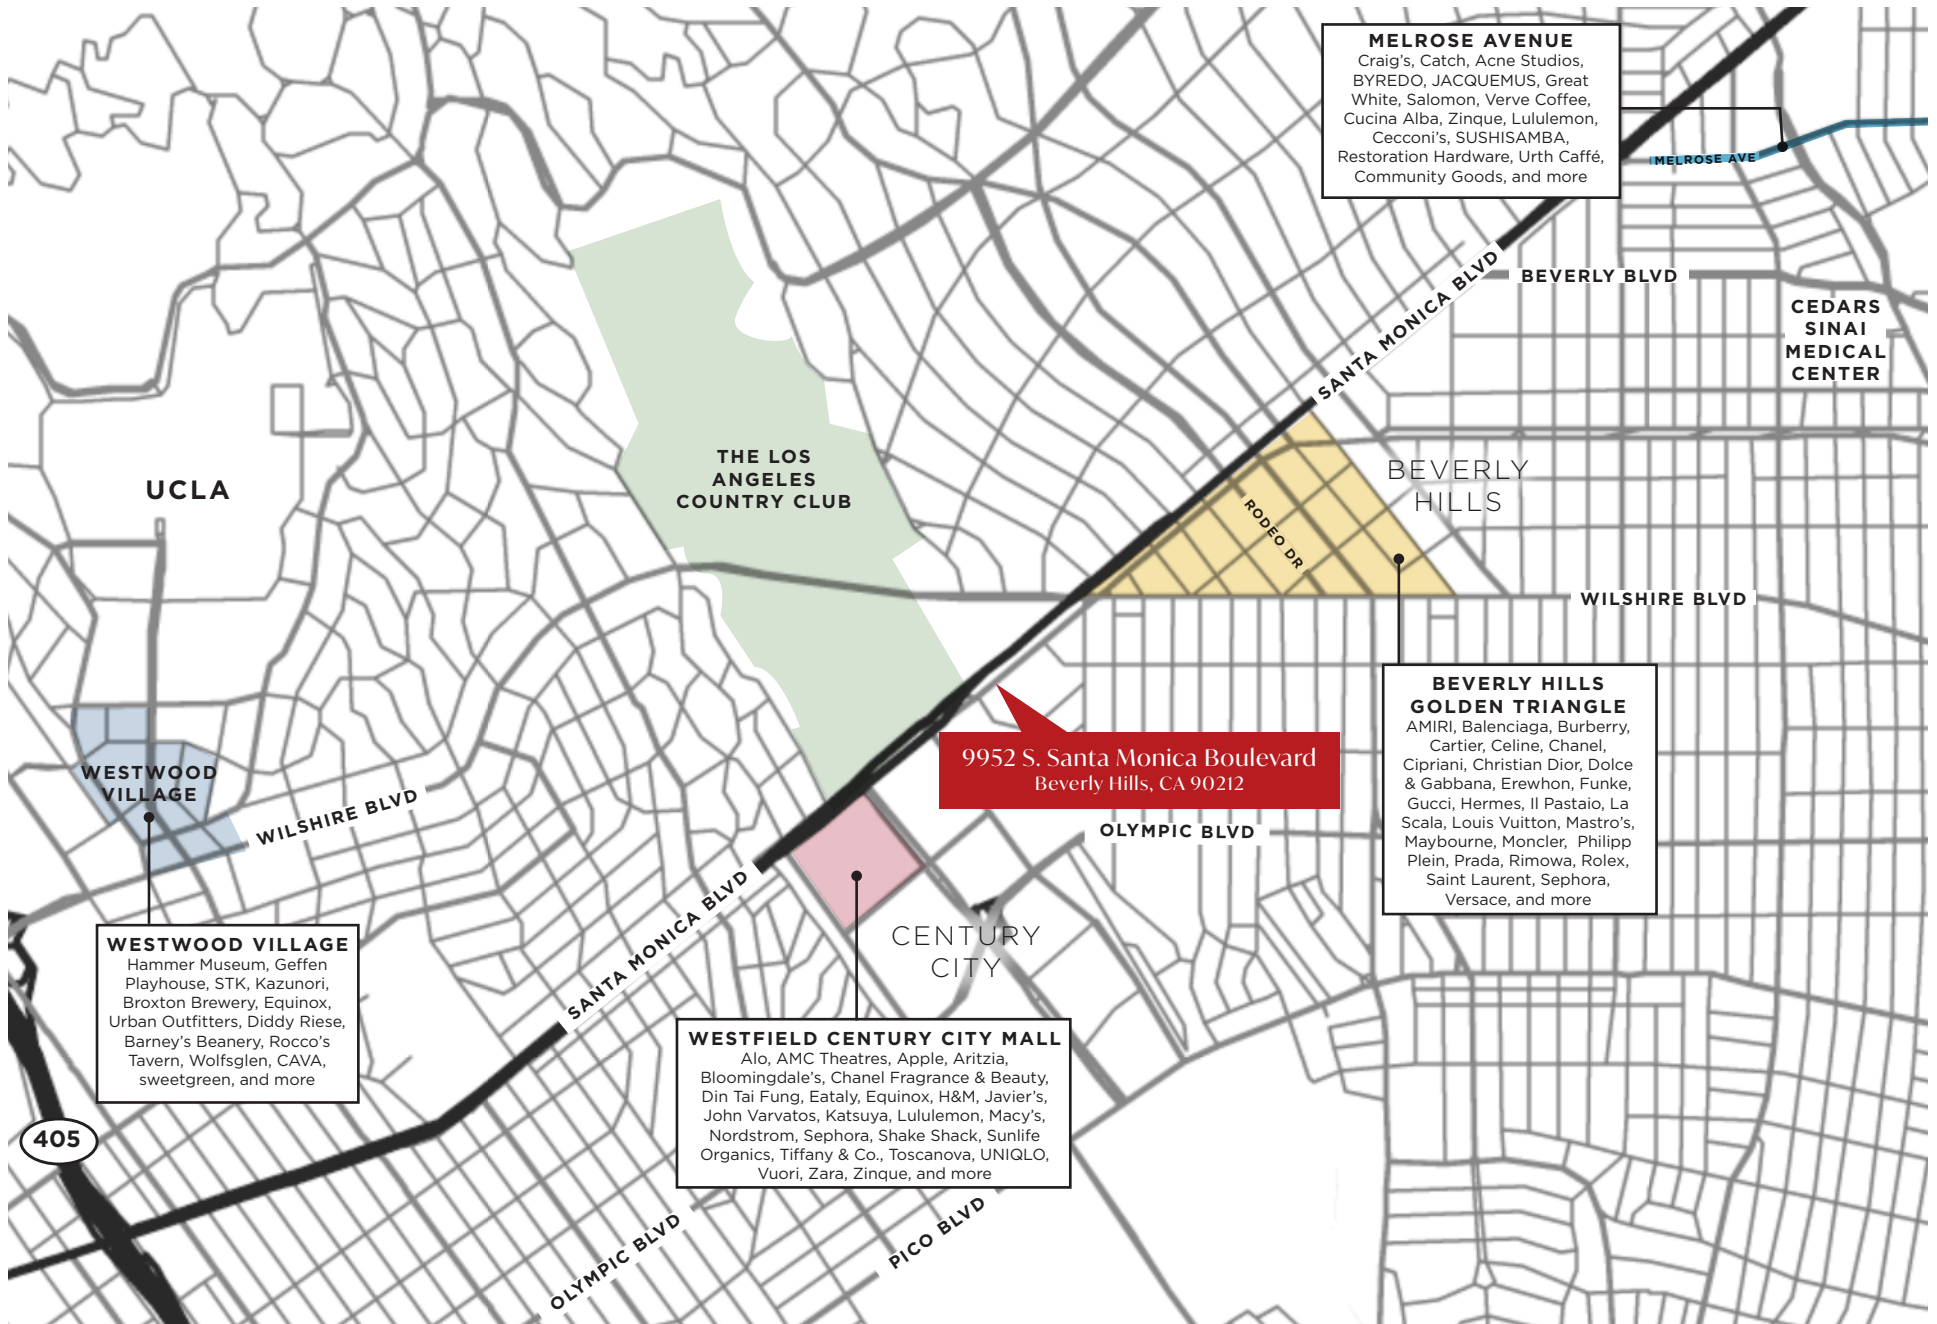 MELROSE AVENUE
Craig's, Catch, Acne Studios,
BYREDO, JACQUEMUS, Great
White, Salomon, Verve Coffee,
Cucina Alba, Zinque, Lululemon,
Cecconi's, SUSHISAMBA,
Restoration Hardware, Urth Caffé,
Community Goods, and more
MELROSE AVE
SANTA MONICA BLVD
BEVERLY BLVD
CEDARS
SINAI
MEDICAL
CENTER
THE LOS
ANGELES
COUNTRY CLUB
UCLA
BEVERLY
HILLS
RODEO DR
WILSHIRE BLVD
BEVERLY HILLS
GOLDEN TRIANGLE
AMIRI, Balenciaga, Burberry,
Cartier, Celine, Chanel,
Cipriani, Christian Dior, Dolce
& Gabbana, Erewhon, Funke,
Gucci, Hermes, Il Pastaio, La
Scala, Louis Vuitton, Mastro's,
Maybourne, Moncler, Philipp
Plein, Prada, Rimowa, Rolex,
Saint Laurent, Sephora,
Versace, and more
9952 S. Santa Monica Boulevard
Beverly Hills, CA 90212
OLYMPIC BLVD
WESTWOOD
VILLAGE
WILSHIRE BLVD
SANTA MONICA BLVD
CENTURY
CITY
WESTWOOD VILLAGE
Hammer Museum, Geffen
Playhouse, STK, Kazunori,
Broxton Brewery, Equinox,
Urban Outfitters, Diddy Riese,
Barney's Beanery, Rocco's
Tavern, Wolfsglen, CAVA,
sweetgreen, and more
WESTFIELD CENTURY CITY MALL
Alo, AMC Theatres, Apple, Aritzia,
Bloomingdale's, Chanel Fragrance & Beauty,
Din Tai Fung, Eataly, Equinox, H&M, Javier's,
John Varvatos, Katsuya, Lululemon, Macy's,
Nordstrom, Sephora, Shake Shack, Sunlife
Organics, Tiffany & Co., Toscanova, UNIQLO,
Vuori, Zara, Zinque, and more
405
OLYMPIC BLVD
PICO BLVD